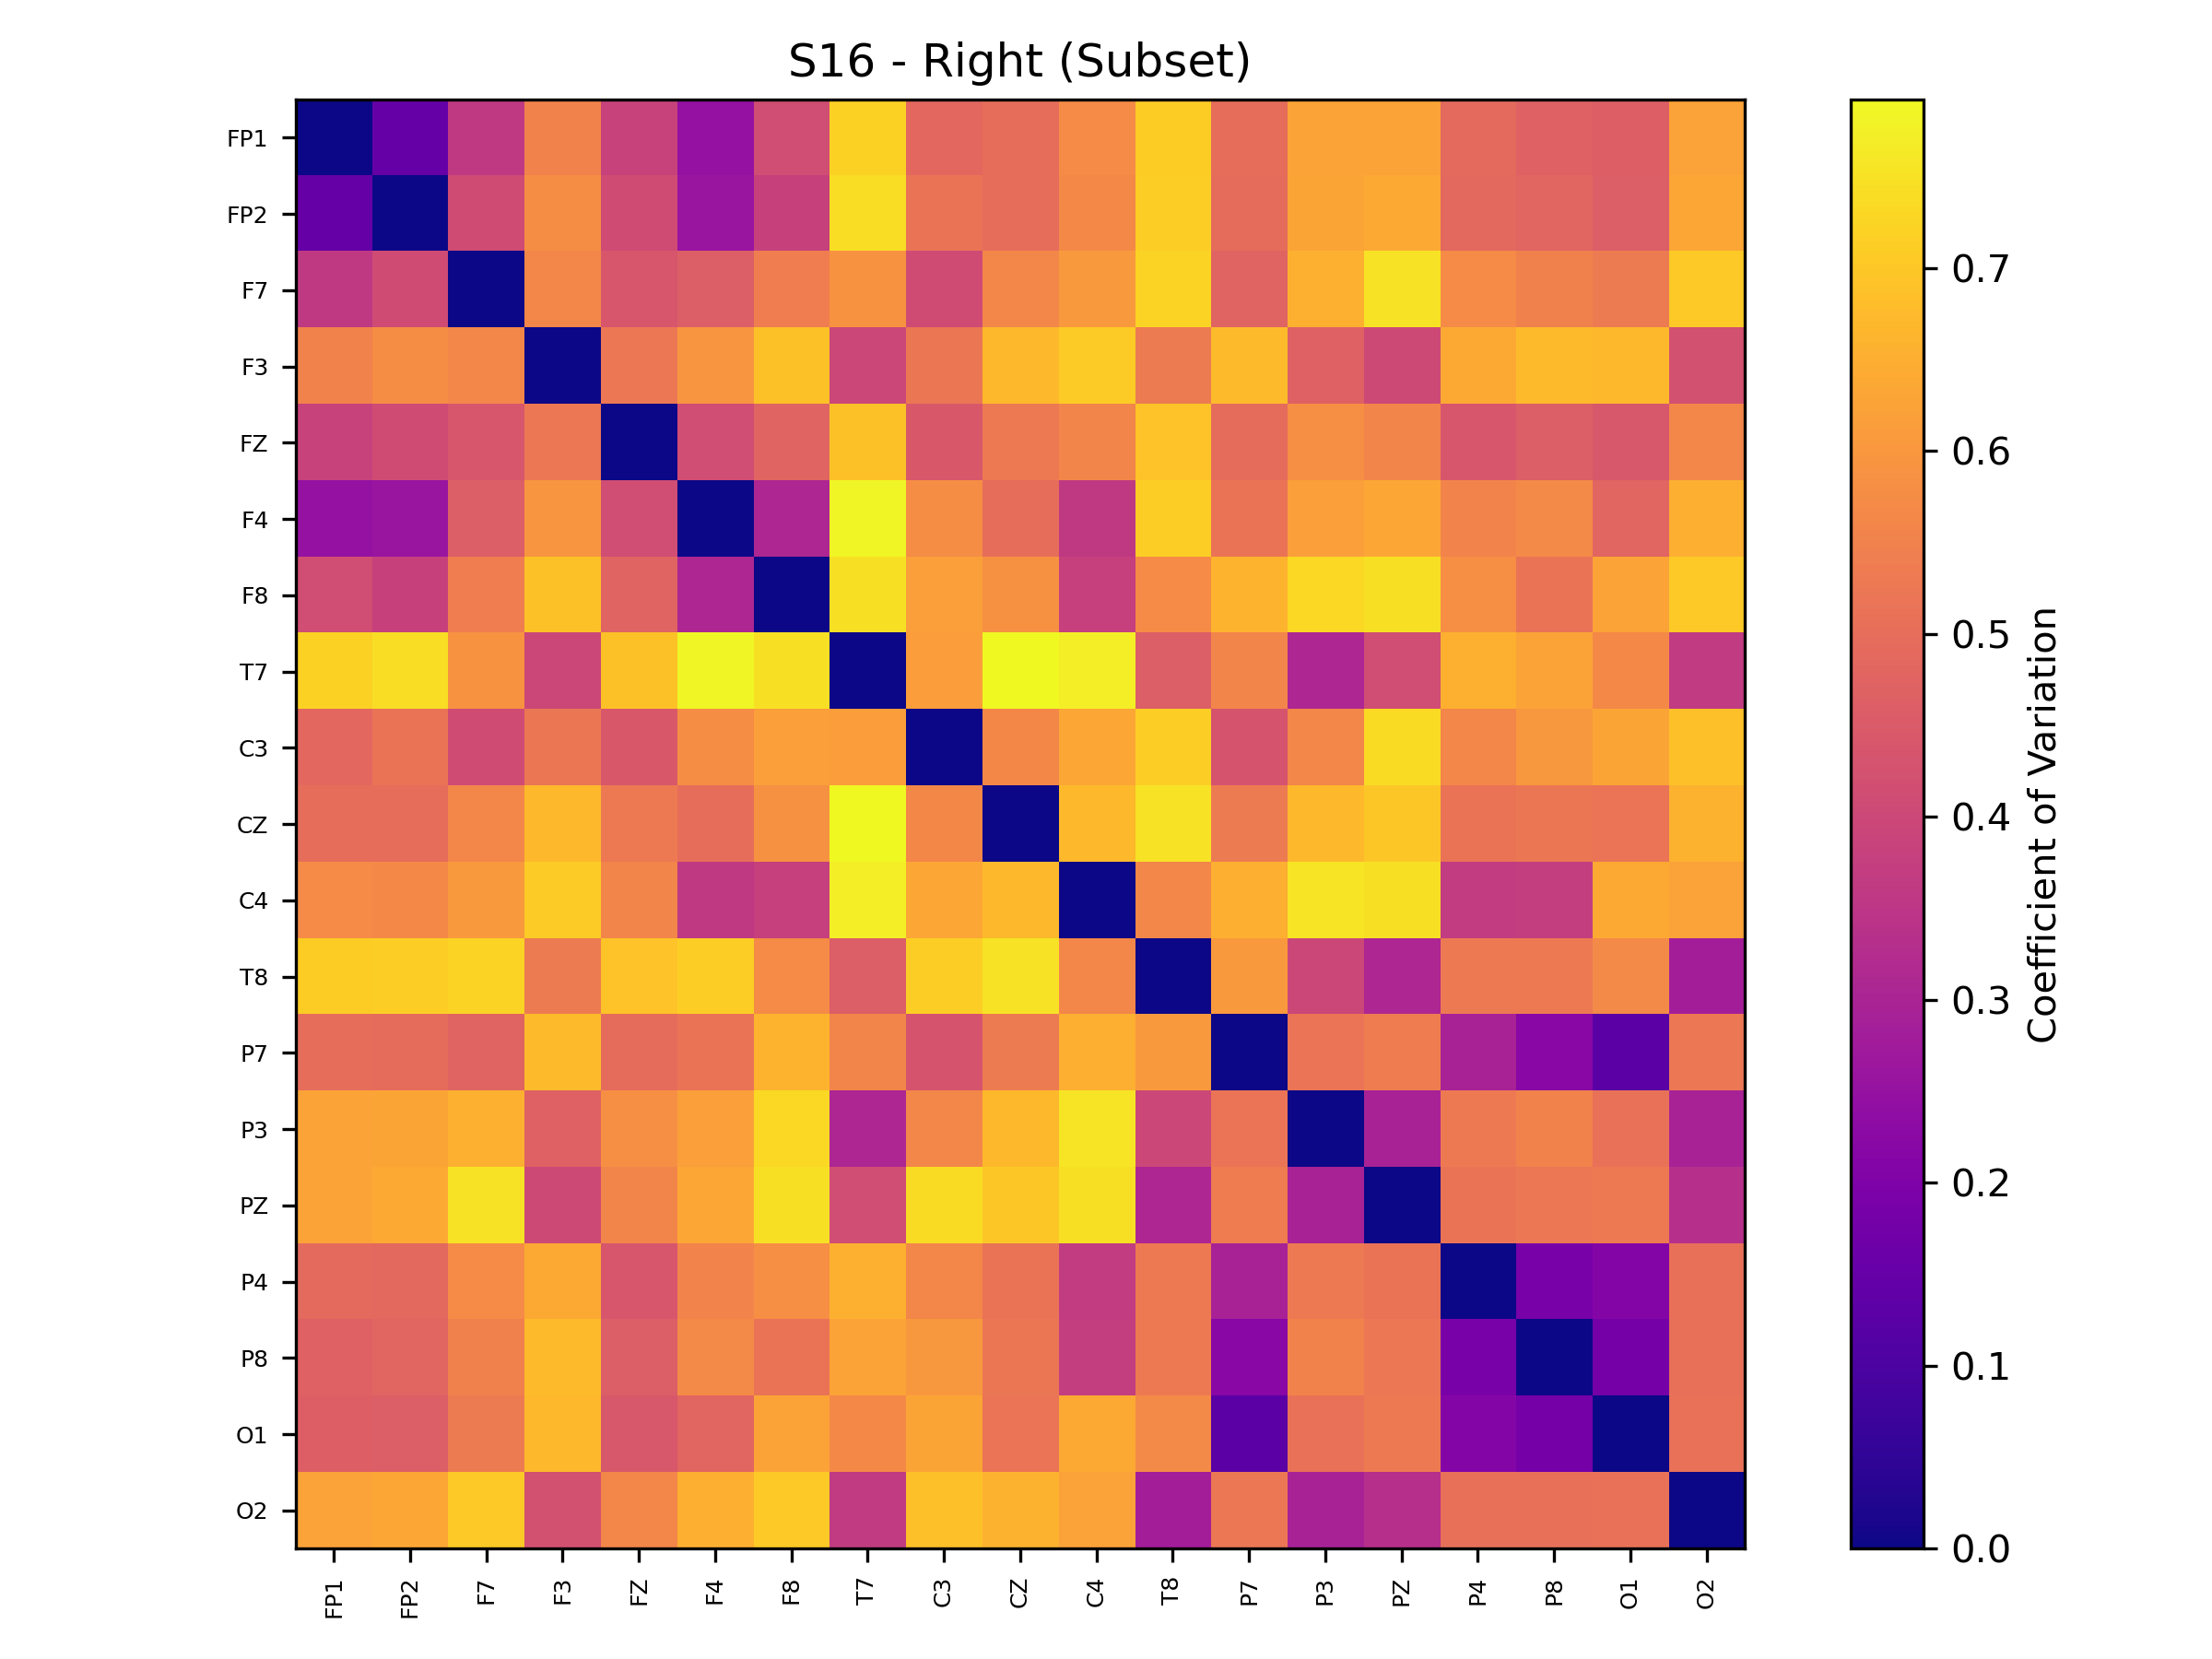 S16 - Right (Subset)
FP1
FP2
F7
F3
FZ
F4
F8
T7
C3
CZ
C4
T8
P7
P3
PZ
P4
P8
O1
O2
FP1 FP2 F7 F3 FZ F4 F8 T7 C3 CZ C4 T8 P7 P3 PZ P4 P8 O1 O2
0.7
0.6
0.5
0.4
0.3
0.2
0.1
0.0
Coefficient of Variation